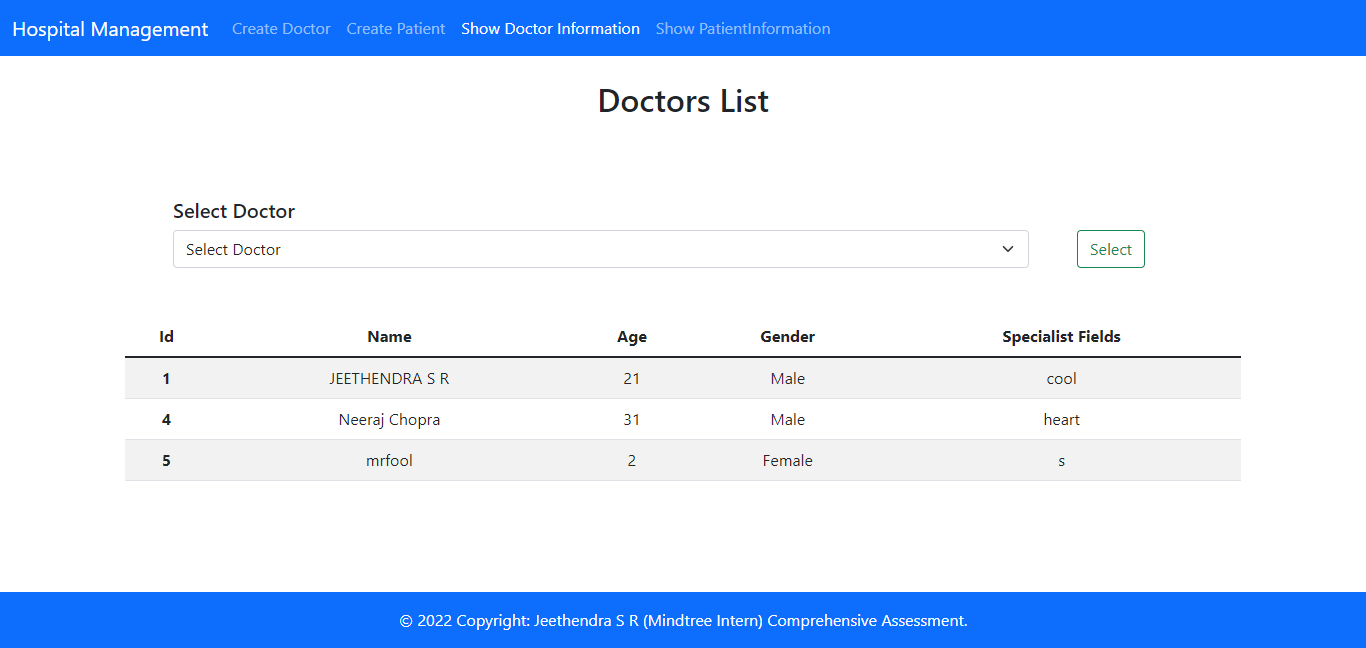 Hospital Management Create Doctor Create Patient Show Doctor Information Show PatientInformation
Doctors List
Select Doctor
Select Doctor Select
Id Name Age Gender Specialist Fields
1 JEETHENDRA S R 21 Male cool
4 Neeraj Chopra 31 Male heart
5 mrfool 2 Female s
© 2022 Copyright: Jeethendra S R (Mindtree Intern) Comprehensive Assessment.